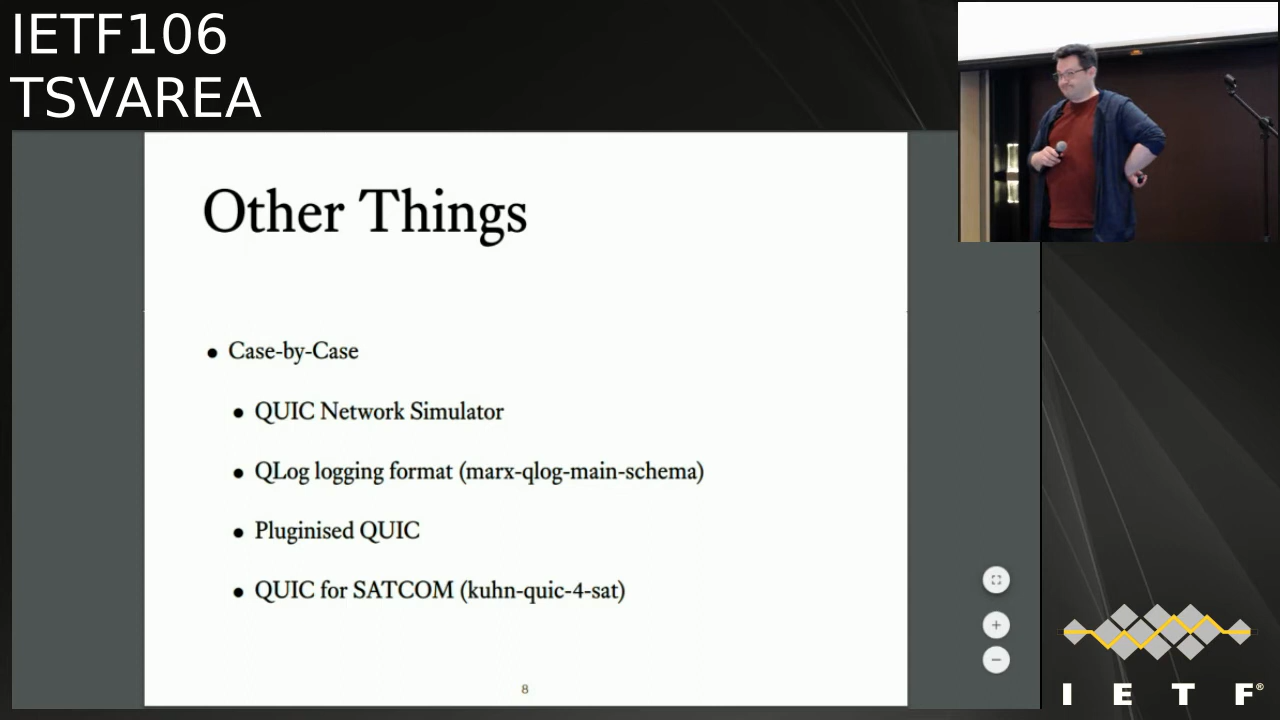 IETF106
TSVAREA
Other Things
• Case-by-Case
• QUIC Network Simulator
• QLog logging format (marx-qlog-main-schema)
• Pluginised QUIC
• QUIC for SATCOM (kuhn-quic-4-sat)
8
I E T F®